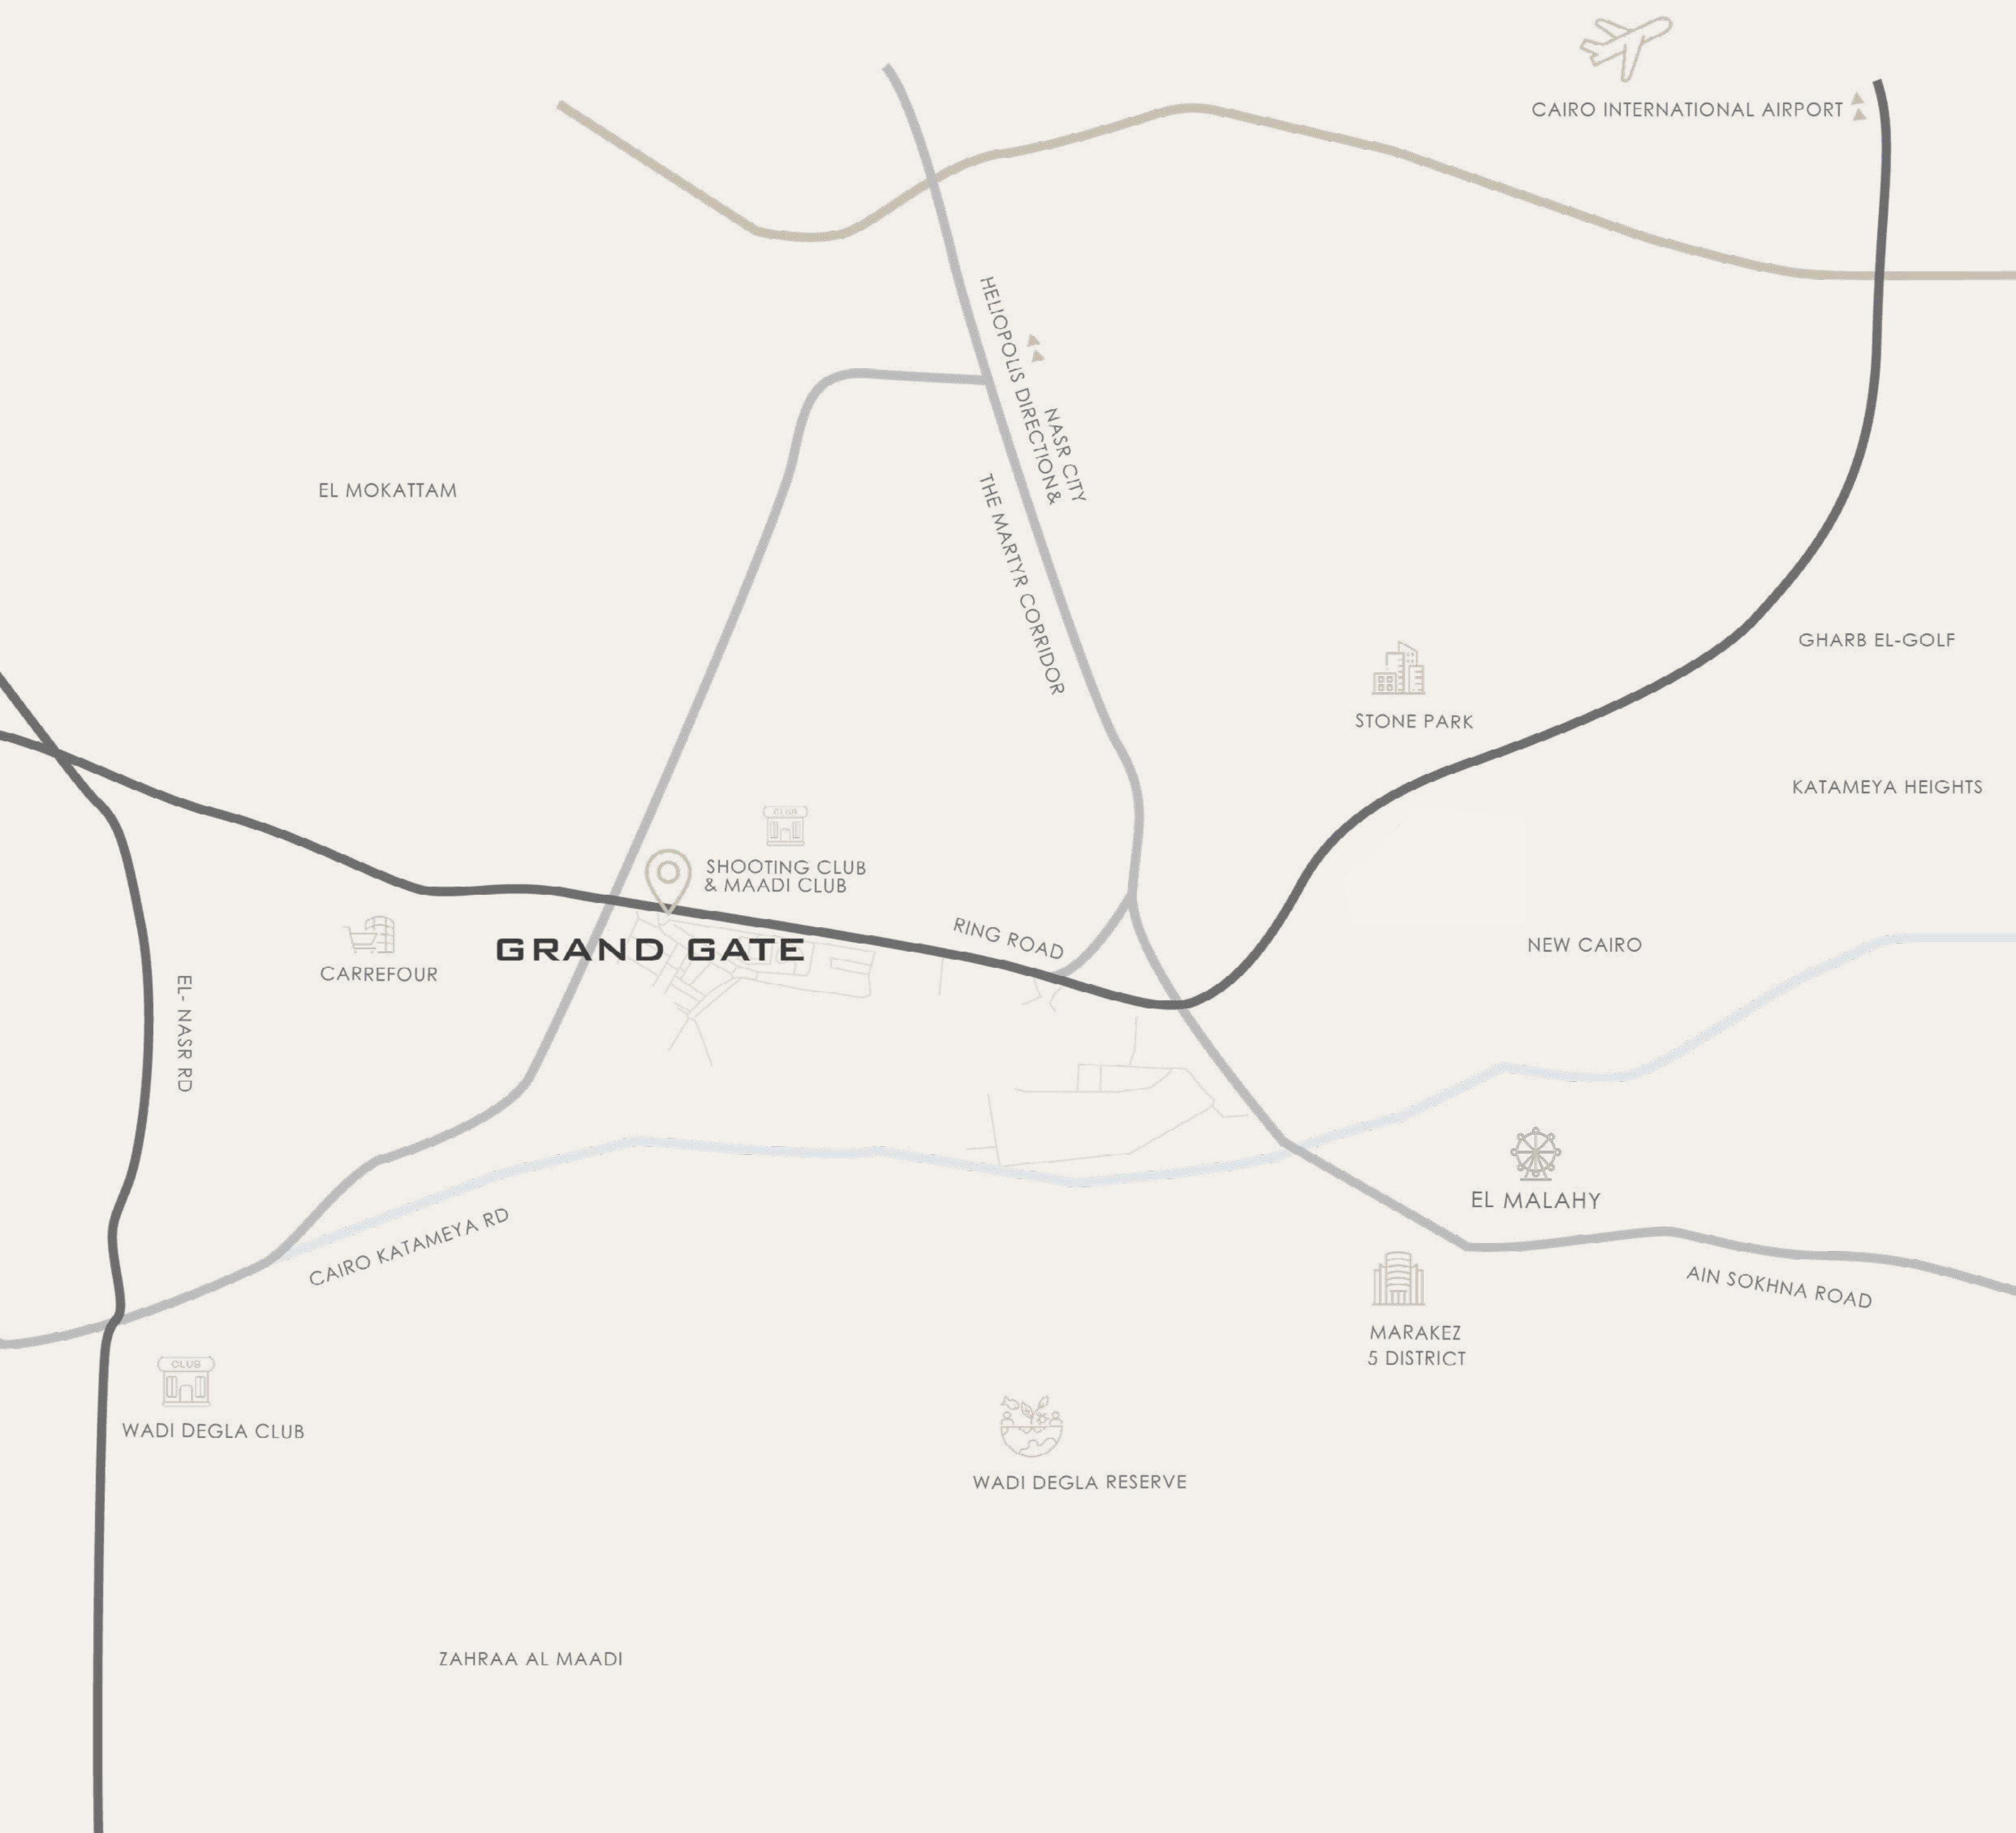 CAIRO INTERNATIONAL AIRPORT
HELIOPOLIS DIRECTION&
NASR CITY
THE MARTYR CORRIDOR
EL MOKATTAM
GHARB EL-GOLF
STONE PARK
KATAMEYA HEIGHTS
CLUB
SHOOTING CLUB
& MAADI CLUB
RING ROAD
GRAND GATE
NEW CAIRO
CARREFOUR
EL- NASR RD
EL MALAHY
CAIRO KATAMEYA RD
AIN SOKHNA ROAD
MARAKEZ
5 DISTRICT
CLUB
WADI DEGLA CLUB
WADI DEGLA RESERVE
ZAHRAA AL MAADI